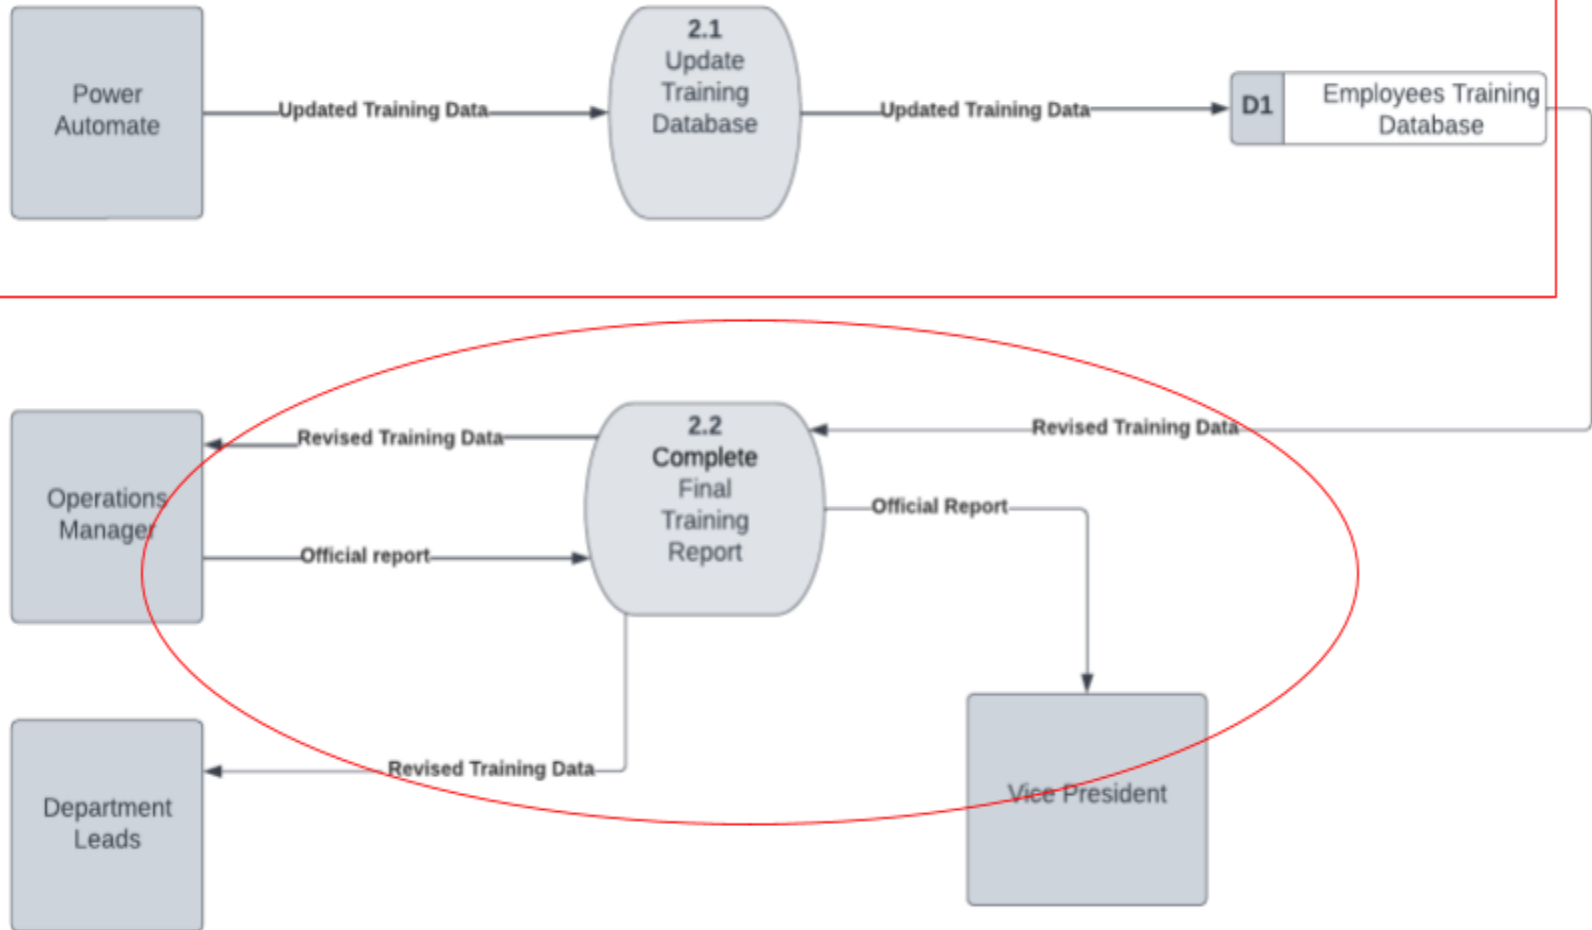 2.1
Power
Automate
Updated Training Data
Update
Training
Database
Updated Training Data
D1
Employees Training
Database
Revised Training Data
2.2
Complete
Final
Training
Report
Revised Training Data
Operations
Manager
Official Report
Official report
Revised Training Data
Department
Leads
Vice President